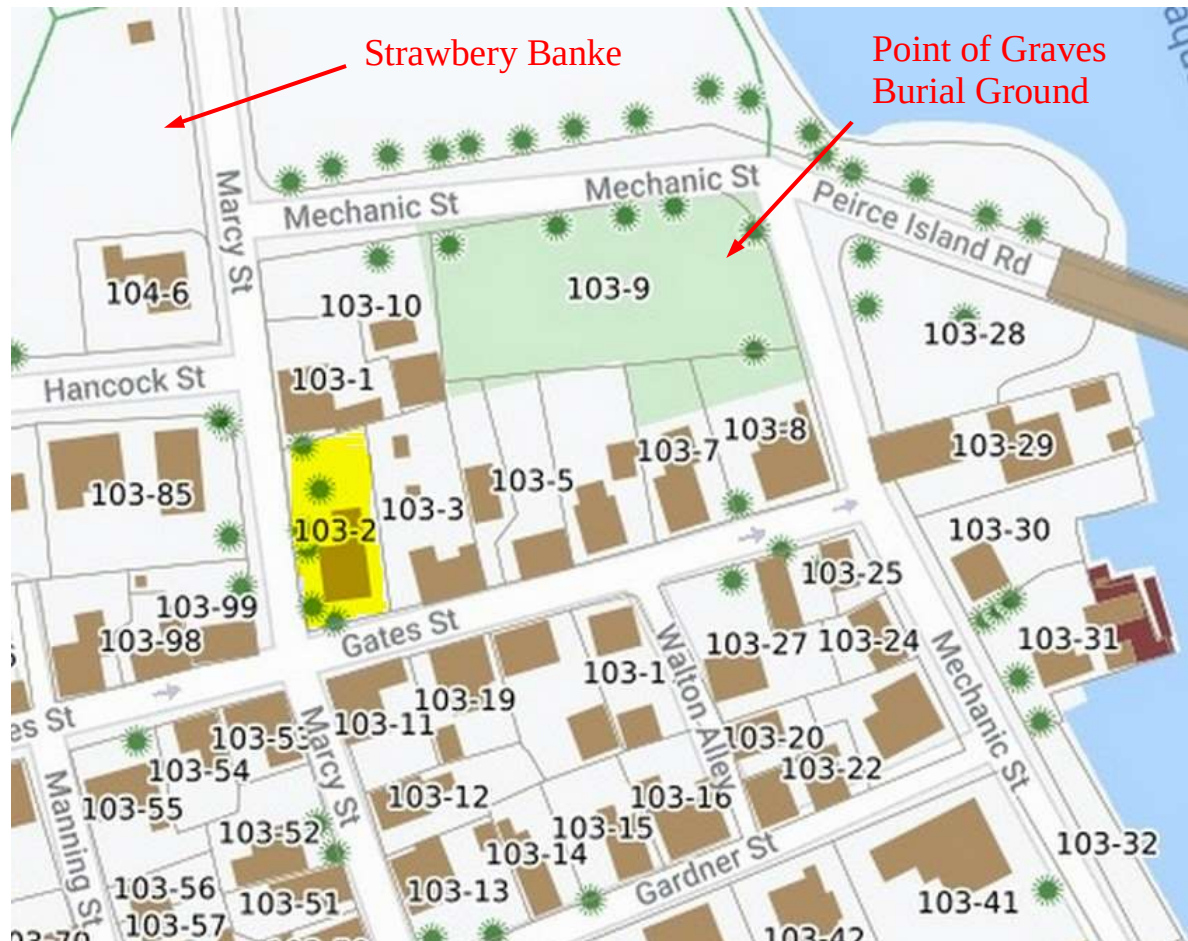 Strawbery Banke
Point of Graves
Burial Ground
Marcy St
Mechanic St
Mechanic St
Peirce Island Rd
104-6
103-10
103-9
103-28
Hancock St
103-1
103-85
103-2
103-3
103-5
103-7
103-8
103-29
103-30
103-99
103-98
Gates St
103-25
103-27
103-24
103-31
Walton Alley
Mechanic St
103-19
103-1
103-11
103-53
103-54
103-55
Marcy St
Manning St
103-20
103-22
103-12
103-16
103-15
103-14
103-52
103-13
Gardner St
103-32
103-56
103-57
103-51
103-41
103-42
es St